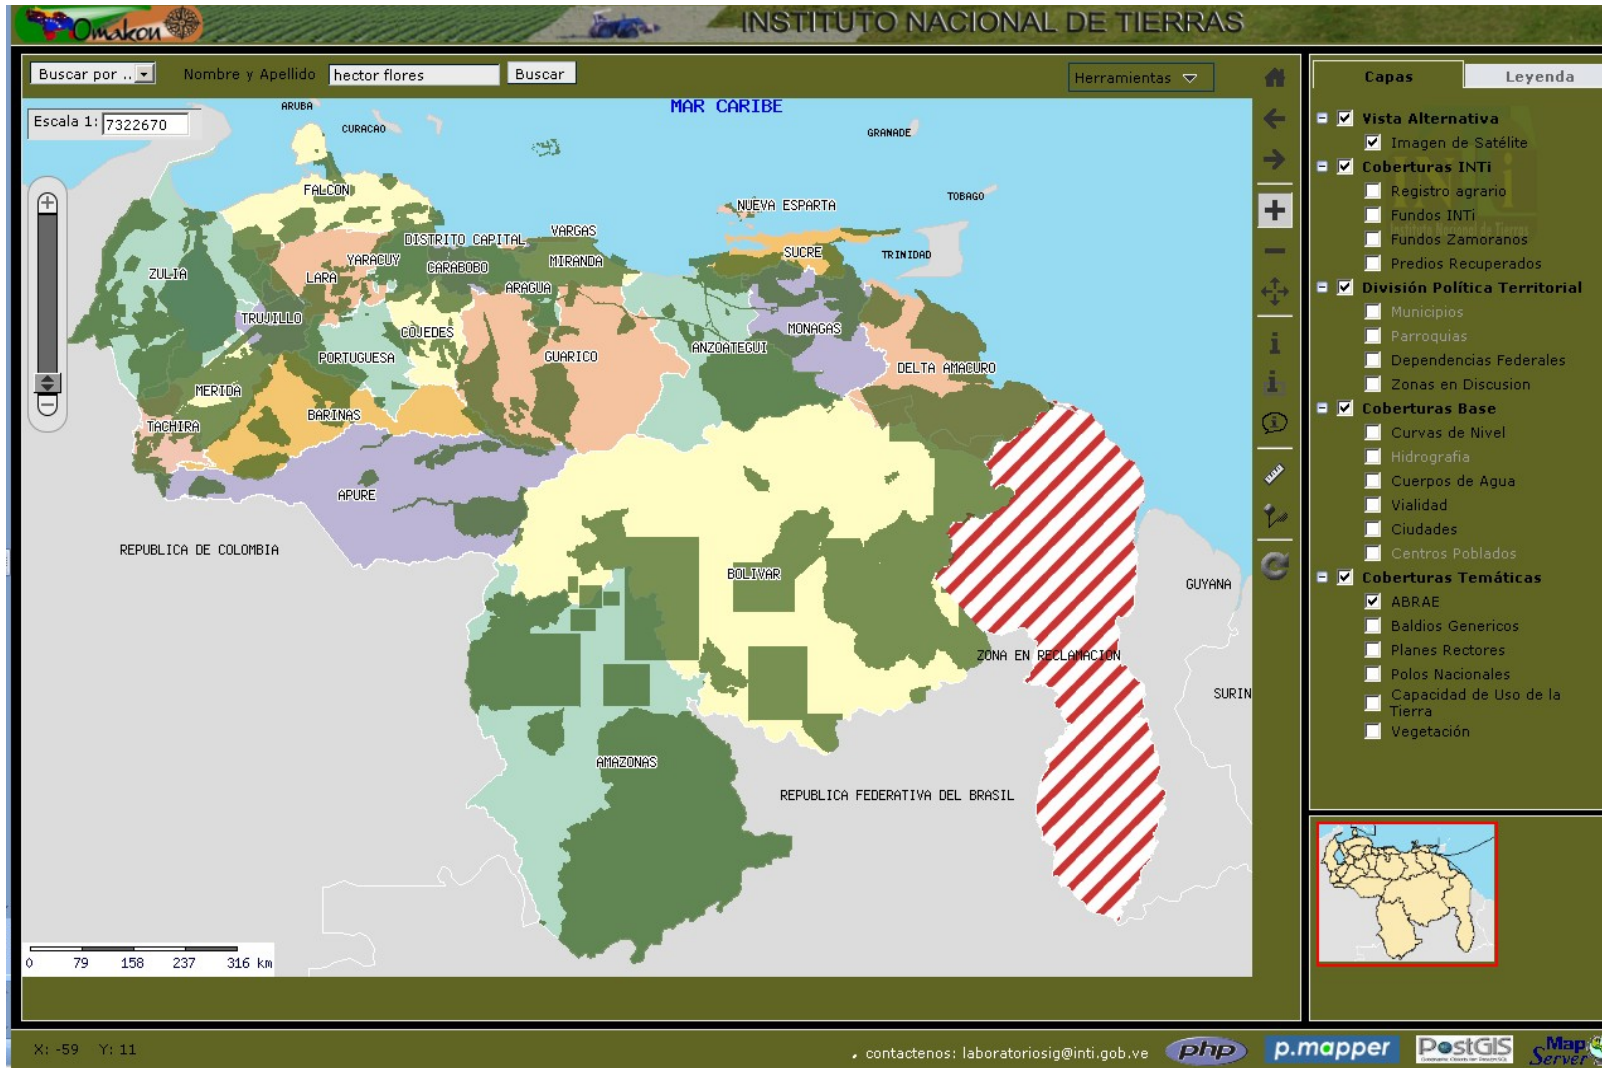 Omakon
INSTITUTO NACIONAL DE TIERRAS
Buscar por ..
Nombre y Apellido
hector flores
Buscar
Herramientas
Escala 1: 7322670
MAR CARIBE
ARUBA
CURACAO
GRANADE
TOBAGO
TRINIDAD
FALCON
NUEVA ESPARTA
DISTRITO CAPITAL
VARGAS
SUCRE
ZULIA
LARA
YARACUY
CARABOBO
MIRANDA
ARAGUA
TRUJILLO
COJEDES
PORTUGUESA
GUARICO
ANZOATEGUI
MONAGAS
DELTA AMACURO
MERIDA
BARINAS
TACHIRA
APURE
REPUBLICA DE COLOMBIA
BOLIVAR
GUYANA
ZONA EN RECLAMACION
SURIN
AMAZONAS
REPUBLICA FEDERATIVA DEL BRASIL
0 79 158 237 316 km
Capas
Leyenda
Vista Alternativa
Imagen de Satélite
Coberturas INTi
Registro agrario
Fundos INTi
Fundos Zamoranos
Predios Recuperados
División Política Territorial
Municipios
Parroquias
Dependencias Federales
Zonas en Discusion
Coberturas Base
Curvas de Nivel
Hidrografia
Cuerpos de Agua
Vialidad
Ciudades
Centros Poblados
Coberturas Temáticas
ABRAE
Baldios Genericos
Planes Rectores
Polos Nacionales
Capacidad de Uso de la
Tierra
Vegetación
X: -59 Y: 11
, contactenos: laboratoriosig@inti.gob.ve
php
p.mapper
PostGIS
Map
Server